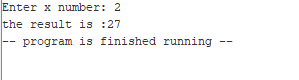 Enter x number: 2
the result is :27
-- program is finished running --